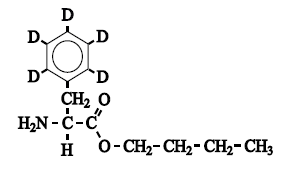 D
D D
D D
CH₂ O
H₂N-C-C
H O-CH₂-CH₂-CH₂-CH₃